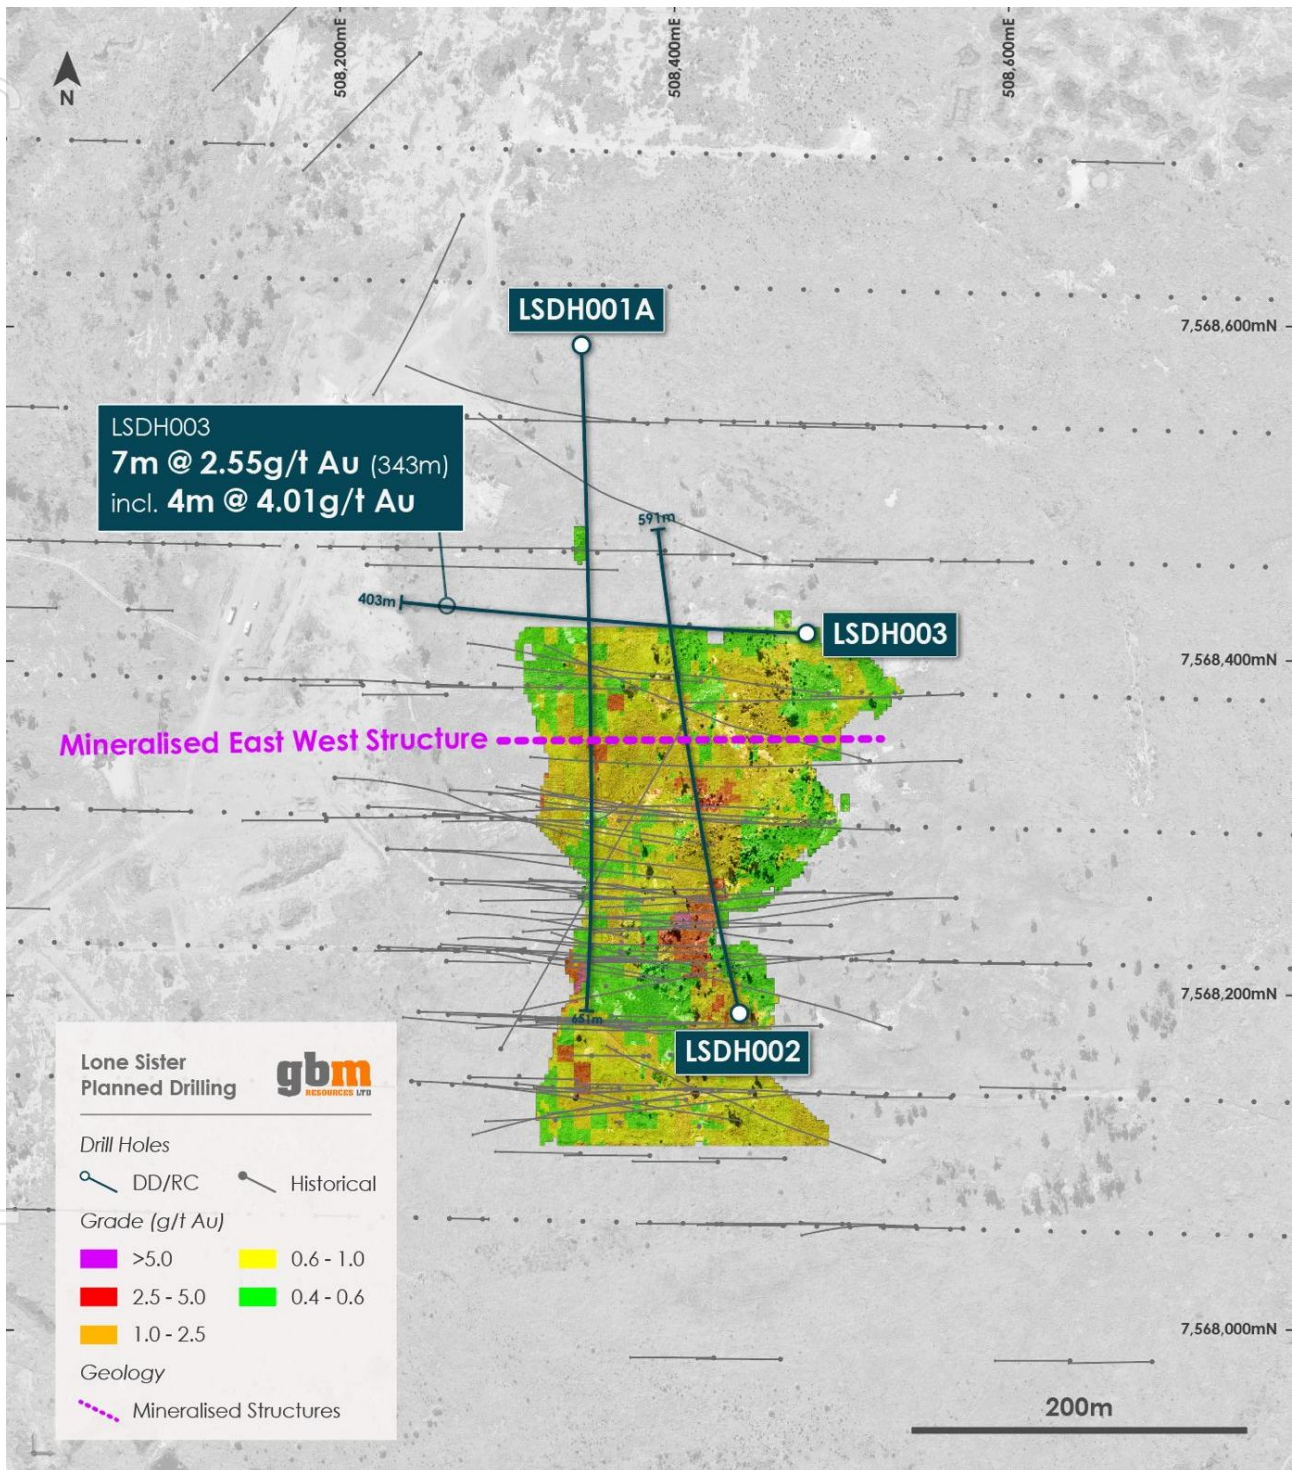 508,200mE
508,400mE
508,600mE
N
LSDH001A
7,568,600mN
LSDH003
7m @ 2.55g/t Au (343m)
incl. 4m @ 4.01g/t Au
591m
403m
LSDH003
7,568,400mN
Mineralised East West Structure
7,568,200mN
651m
LSDH002
Lone Sister
Planned Drilling
gbm
RESOURCES LTD
Drill Holes
DD/RC
Historical
Grade (g/t Au)
>5.0
0.6 - 1.0
2.5 - 5.0
0.4 - 0.6
1.0 - 2.5
Geology
Mineralised Structures
7,568,000mN
200m